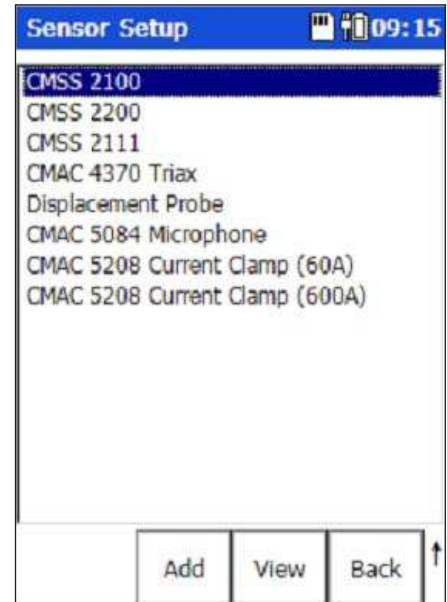 Sensor Setup 09:15
CMSS 2100
CMSS 2200
CMSS 2111
CMAC 4370 Triax
Displacement Probe
CMAC 5084 Microphone
CMAC 5208 Current Clamp (60A)
CMAC 5208 Current Clamp (600A)
Add View Back ↑